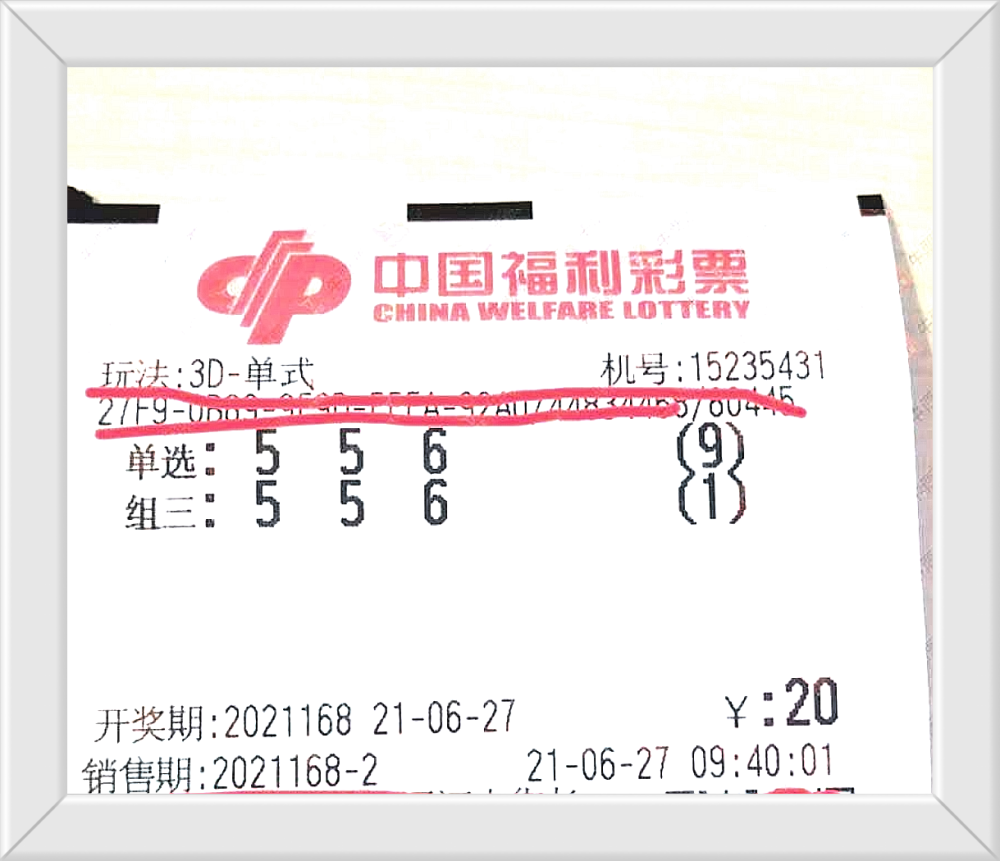 中国福利彩票
CHINA WELFARE LOTTERY
玩法:3D-单式 机号:15235431
单选: 5 5 6 (9)
组三: 5 5 6 (1)
开奖期:2021168 21-06-27 ¥:20
销售期:2021168-2 21-06-27 09:40:01